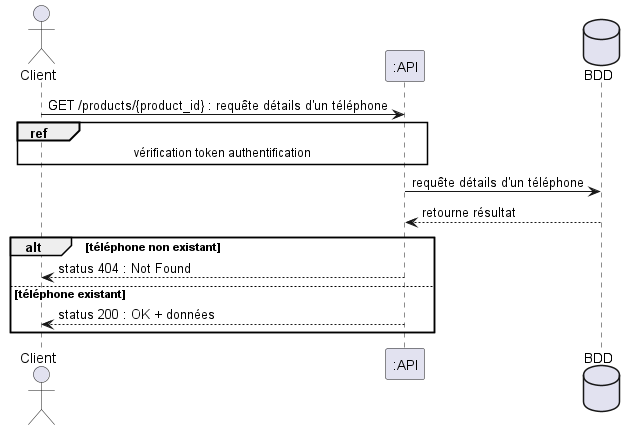 Client
:API
BDD
GET /products/{product_id} : requête détails d'un téléphone
ref
vérification token authentification
requête détails d'un téléphone
retourne résultat
alt [téléphone non existant]
status 404 : Not Found
[téléphone existant]
status 200 : OK + données
Client
:API
BDD